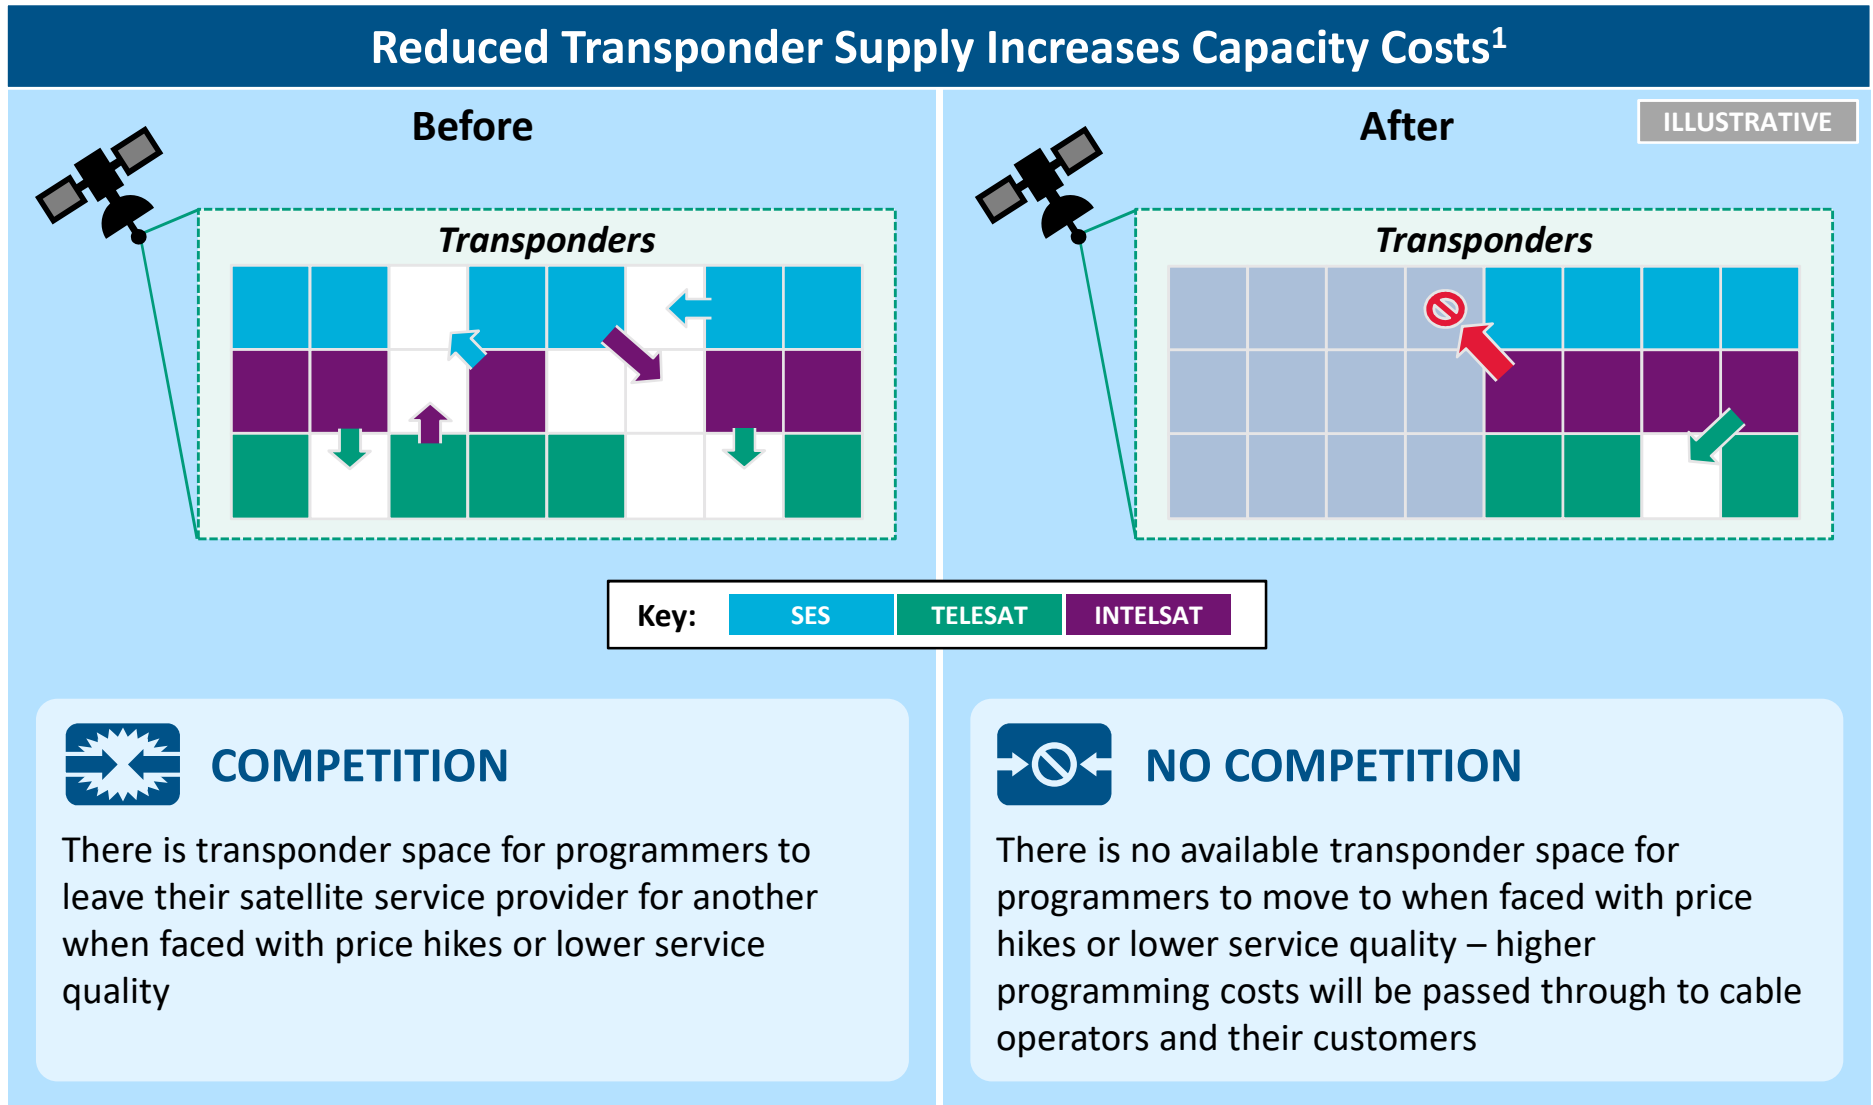 Reduced Transponder Supply Increases Capacity Costs¹
Before
After
ILLUSTRATIVE
Transponders
Transponders
Key:
SES
TELESAT
INTELSAT
COMPETITION
There is transponder space for programmers to
leave their satellite service provider for another
when faced with price hikes or lower service
quality
NO COMPETITION
There is no available transponder space for
programmers to move to when faced with price
hikes or lower service quality – higher
programming costs will be passed through to cable
operators and their customers